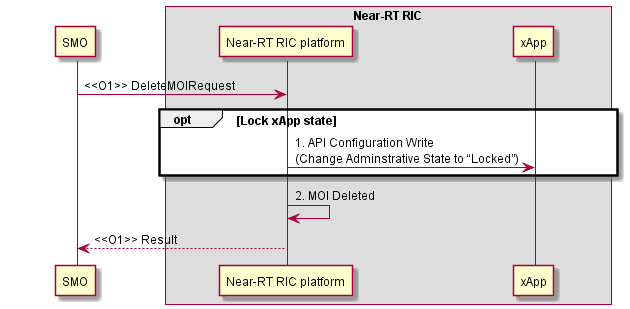 Near-RT RIC
SMO
Near-RT RIC platform
xApp
<<O1>> DeleteMOIRequest
opt
[Lock xApp state]
1. API Configuration Write
(Change Adminstrative State to “Locked”)
2. MOI Deleted
<<O1>> Result
SMO
Near-RT RIC platform
xApp